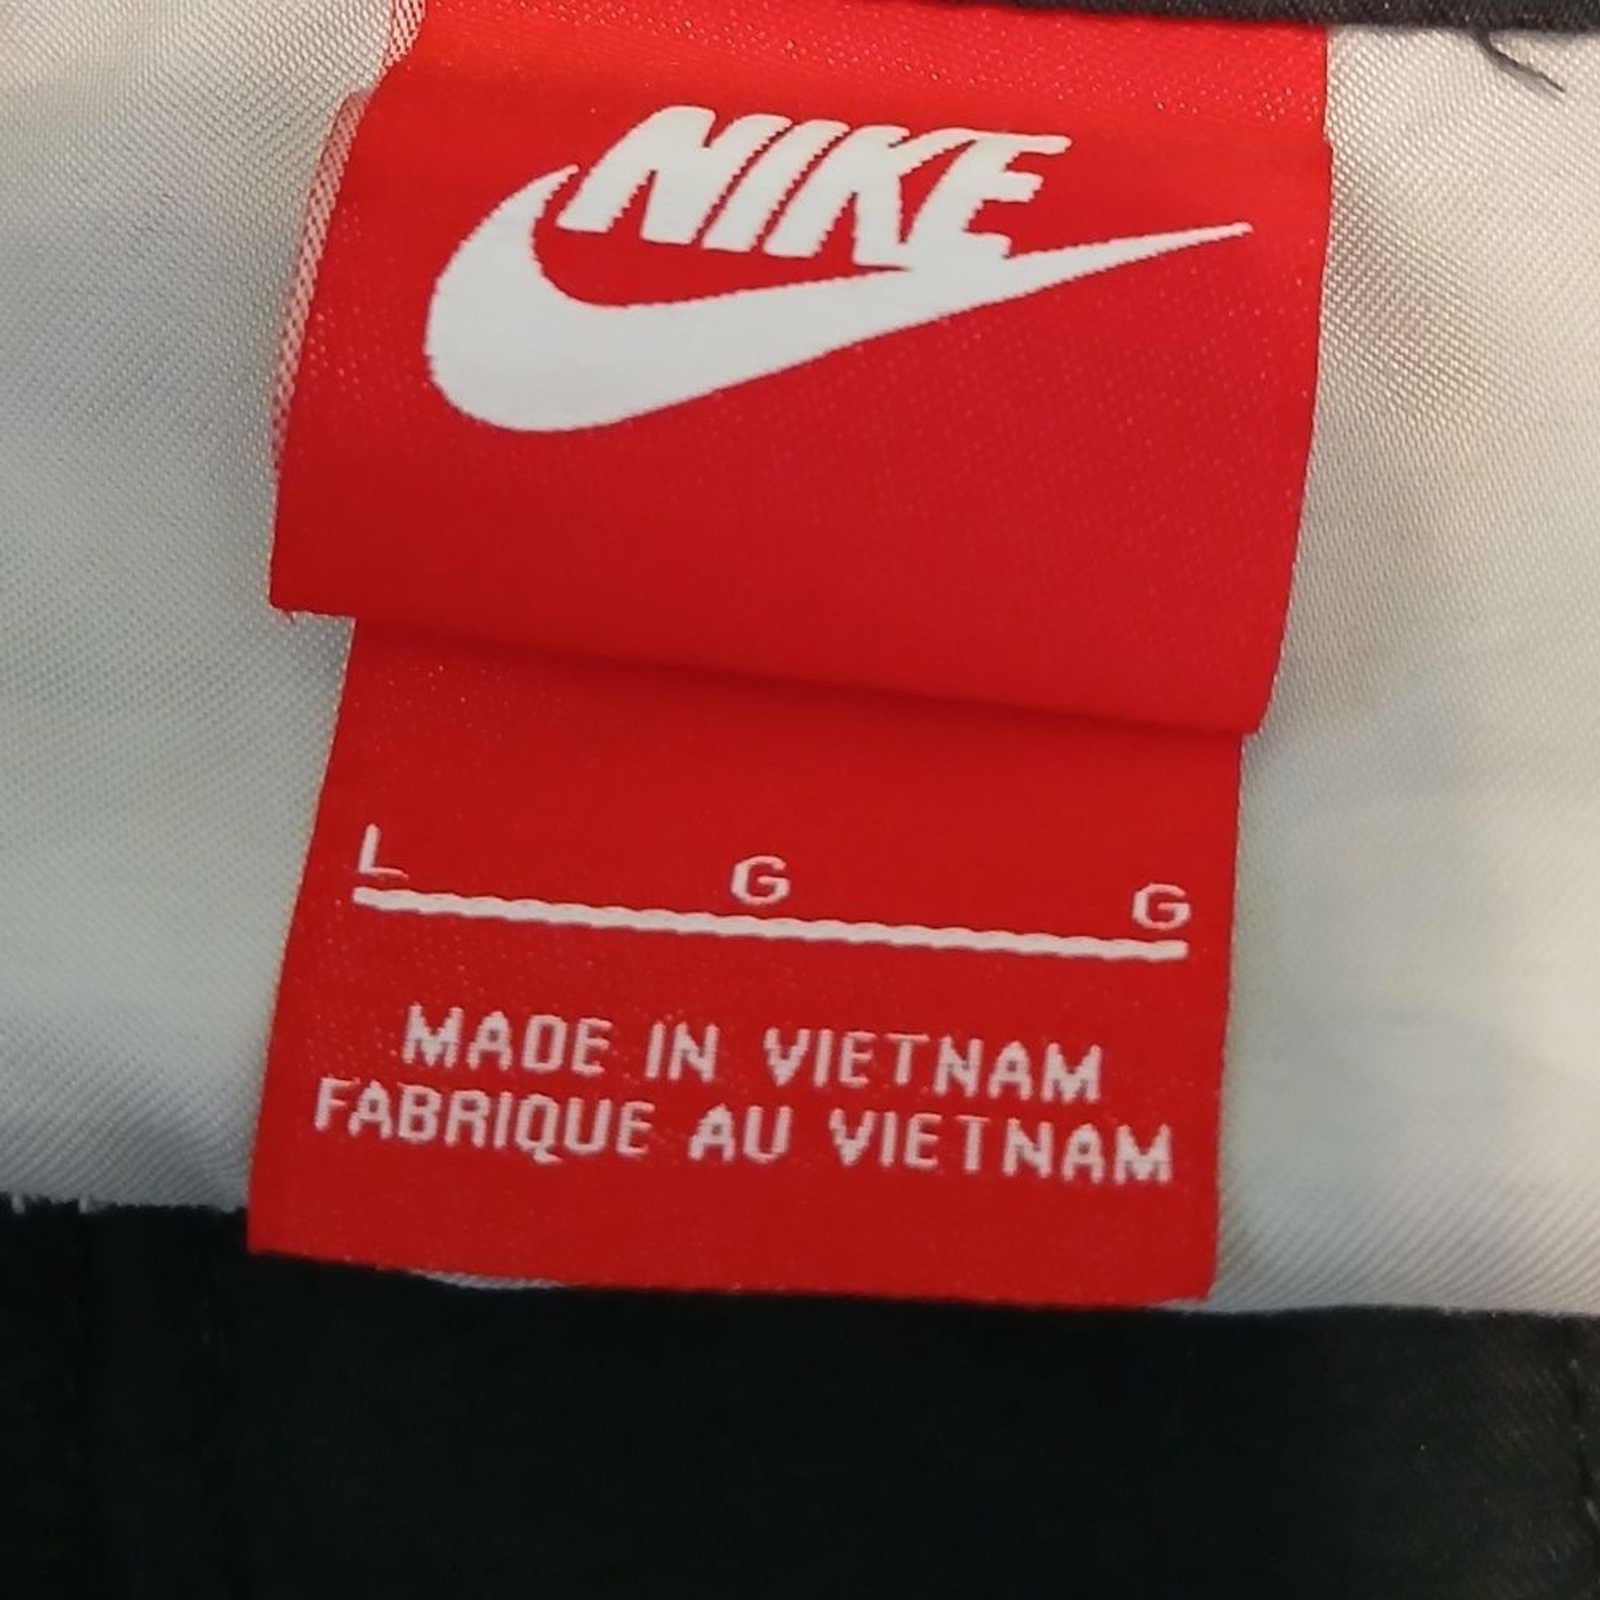 NIKE
L G G
MADE IN VIETNAM
FABRIQUE AU VIETNAM